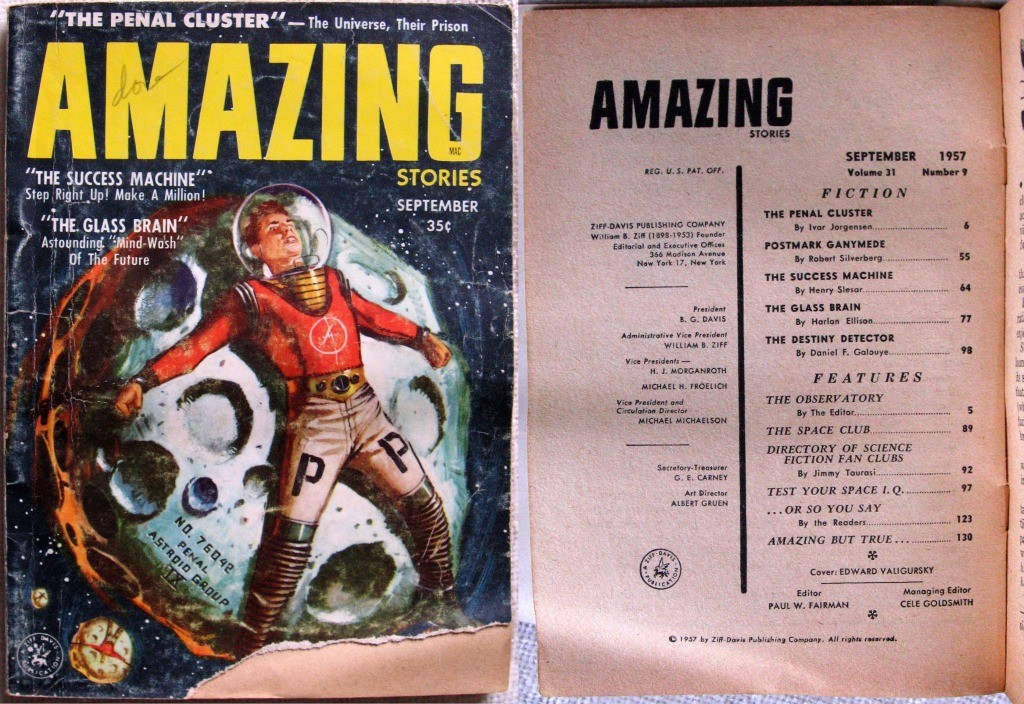 "THE PENAL CLUSTER"—The Universe, Their Prison
AMAZING
MAG
STORIES
"THE SUCCESS MACHINE"
Step Right Up! Make A Million!
SEPTEMBER
35¢
"THE GLASS BRAIN"
Astounding "Mind-Wash"
Of The Future
P
P
NO. 76042
PENAL
ASTROID GROUP
IX
ZIFF-DAVIS
PUBLICATION
AMAZING
STORIES
REG. U. S. PAT. OFF.
ZIFF-DAVIS PUBLISHING COMPANY
William B. Ziff (1898-1953) Founder
Editorial and Executive Offices
366 Madison Avenue
New York 17, New York
President
B. G. DAVIS
Administrative Vice President
WILLIAM B. ZIFF
Vice Presidents—
H. J. MORGANROTH
MICHAEL H. FROELICH
Vice President and
Circulation Director
MICHAEL MICHAELSON
Secretary-Treasurer
G. E. CARNEY
Art Director
ALBERT GRUEN
A ZIFF-DAVIS
PUBLICATION
SEPTEMBER 1957
Volume 31 Number 9
FICTION
THE PENAL CLUSTER
By Ivar Jorgensen 6
POSTMARK GANYMEDE
By Robert Silverberg 55
THE SUCCESS MACHINE
By Henry Slesar 64
THE GLASS BRAIN
By Harlan Ellison 77
THE DESTINY DETECTOR
By Daniel F. Galouye 98
FEATURES
THE OBSERVATORY
By The Editor 5
THE SPACE CLUB 89
DIRECTORY OF SCIENCE
FICTION FAN CLUBS
By Jimmy Taurasi 92
TEST YOUR SPACE I.Q. 97
...OR SO YOU SAY
By the Readers 123
AMAZING BUT TRUE... 130
Cover: EDWARD VALIGURSKY
Editor
PAUL W. FAIRMAN
Managing Editor
CELE GOLDSMITH
© 1957 by Ziff-Davis Publishing Company, All rights reserved.